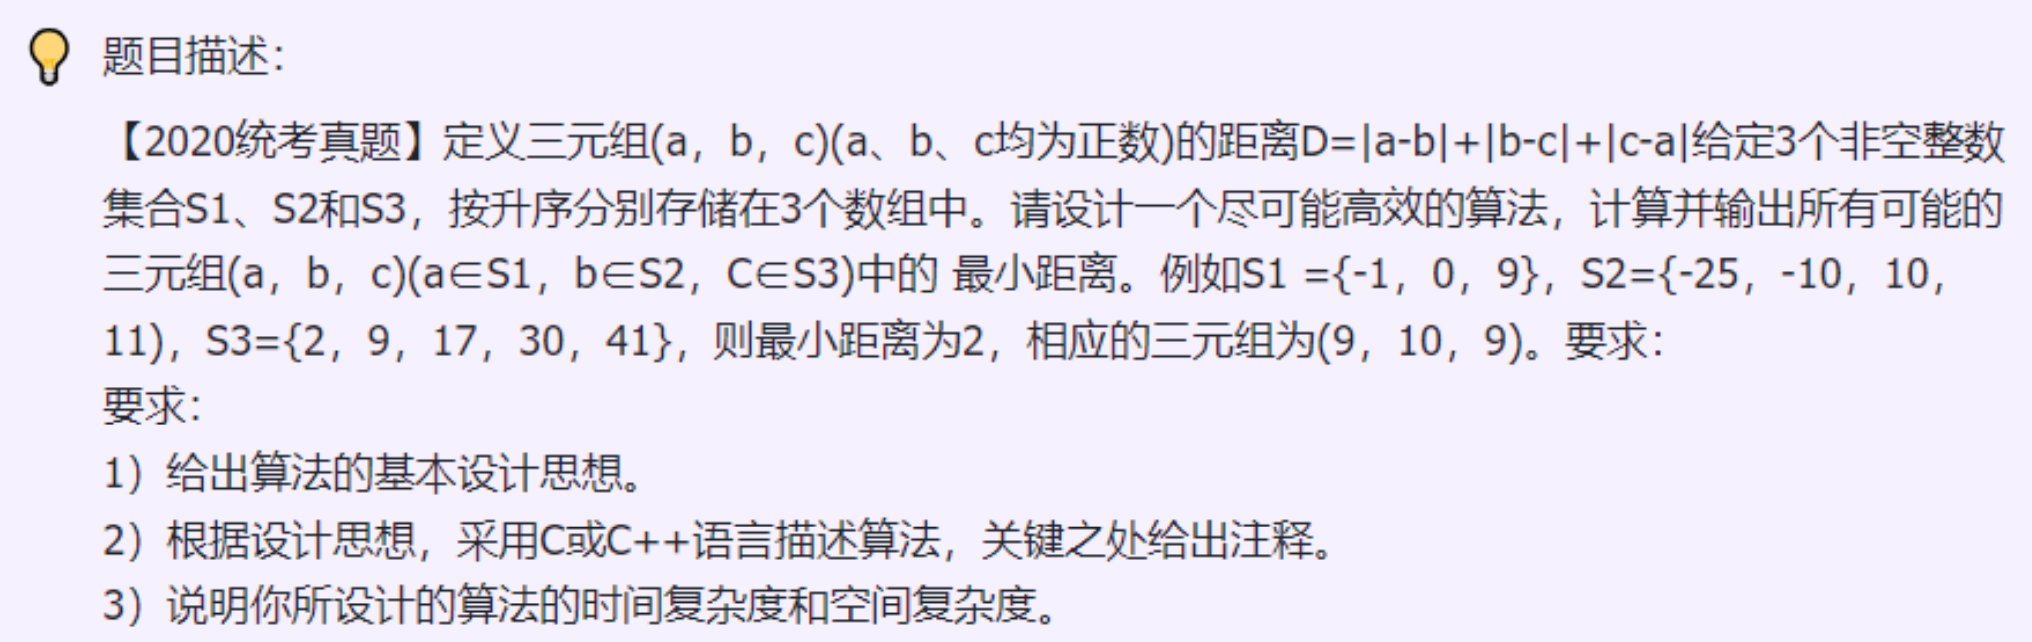 题目描述：
【2020统考真题】定义三元组(a，b，c)(a、b、c均为正数)的距离D=|a-b|+|b-c|+|c-a|给定3个非空整数
集合S1、S2和S3，按升序分别存储在3个数组中。请设计一个尽可能高效的算法，计算并输出所有可能的
三元组(a，b，c)(a∈S1，b∈S2，C∈S3)中的 最小距离。例如S1 ={-1，0，9}，S2={-25，-10，10，
11)，S3={2，9，17，30，41}，则最小距离为2，相应的三元组为(9，10，9)。要求：
要求：
1）给出算法的基本设计思想。
2）根据设计思想，采用C或C++语言描述算法，关键之处给出注释。
3）说明你所设计的算法的时间复杂度和空间复杂度。